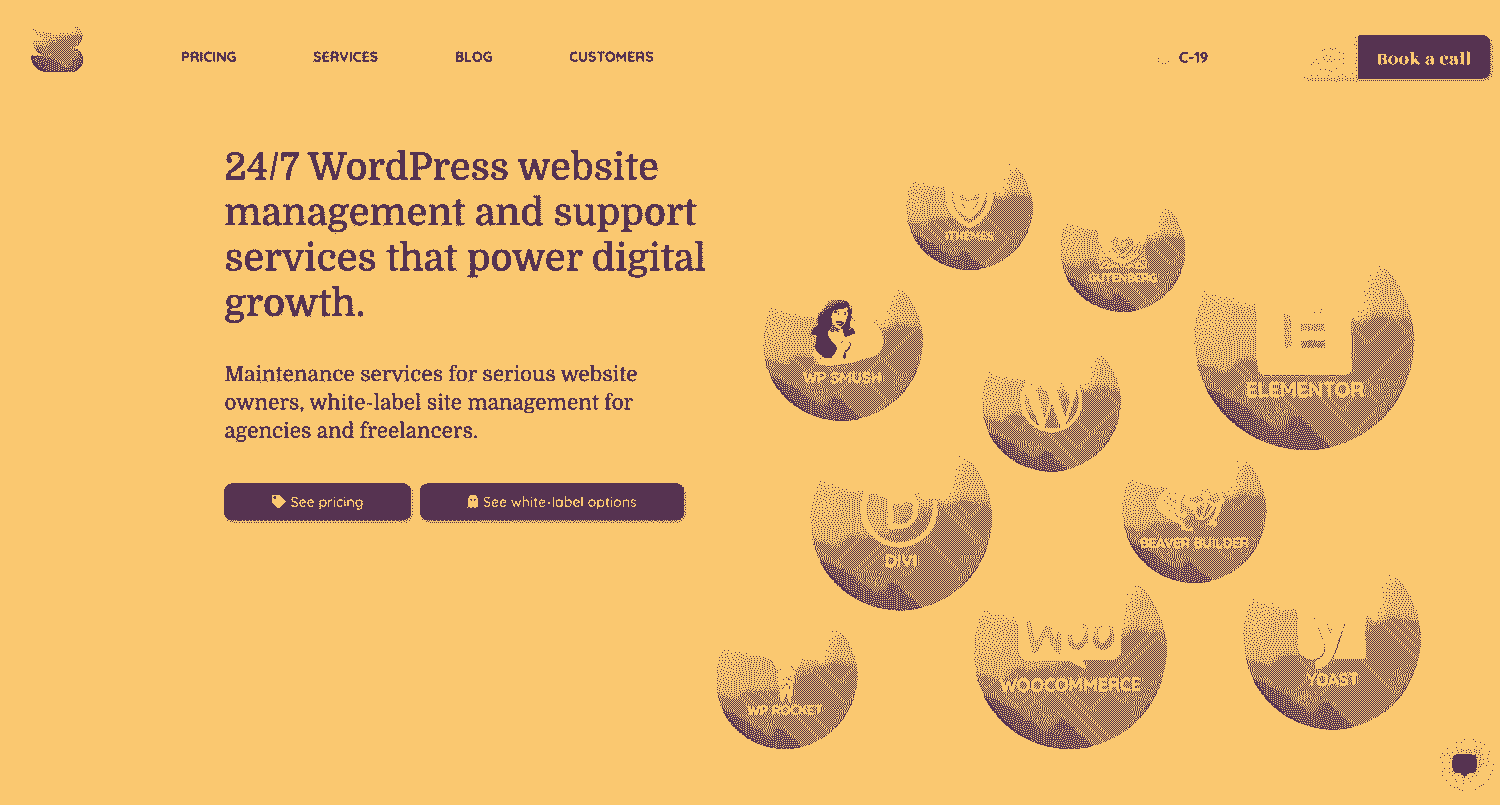 PRICING SERVICES BLOG CUSTOMERS C-19 Book a call
24/7 WordPress website
management and support
services that power digital
growth.
Maintenance services for serious website
owners, white-label site management for
agencies and freelancers.
See pricing
See white-label options
ITHEMES
GUTENBERG
WP SMUSH
E
ELEMENTOR
W
D
DIVI
BEAVER BUILDER
WP ROCKET
Woo
WOOCOMMERCE
y
YOAST